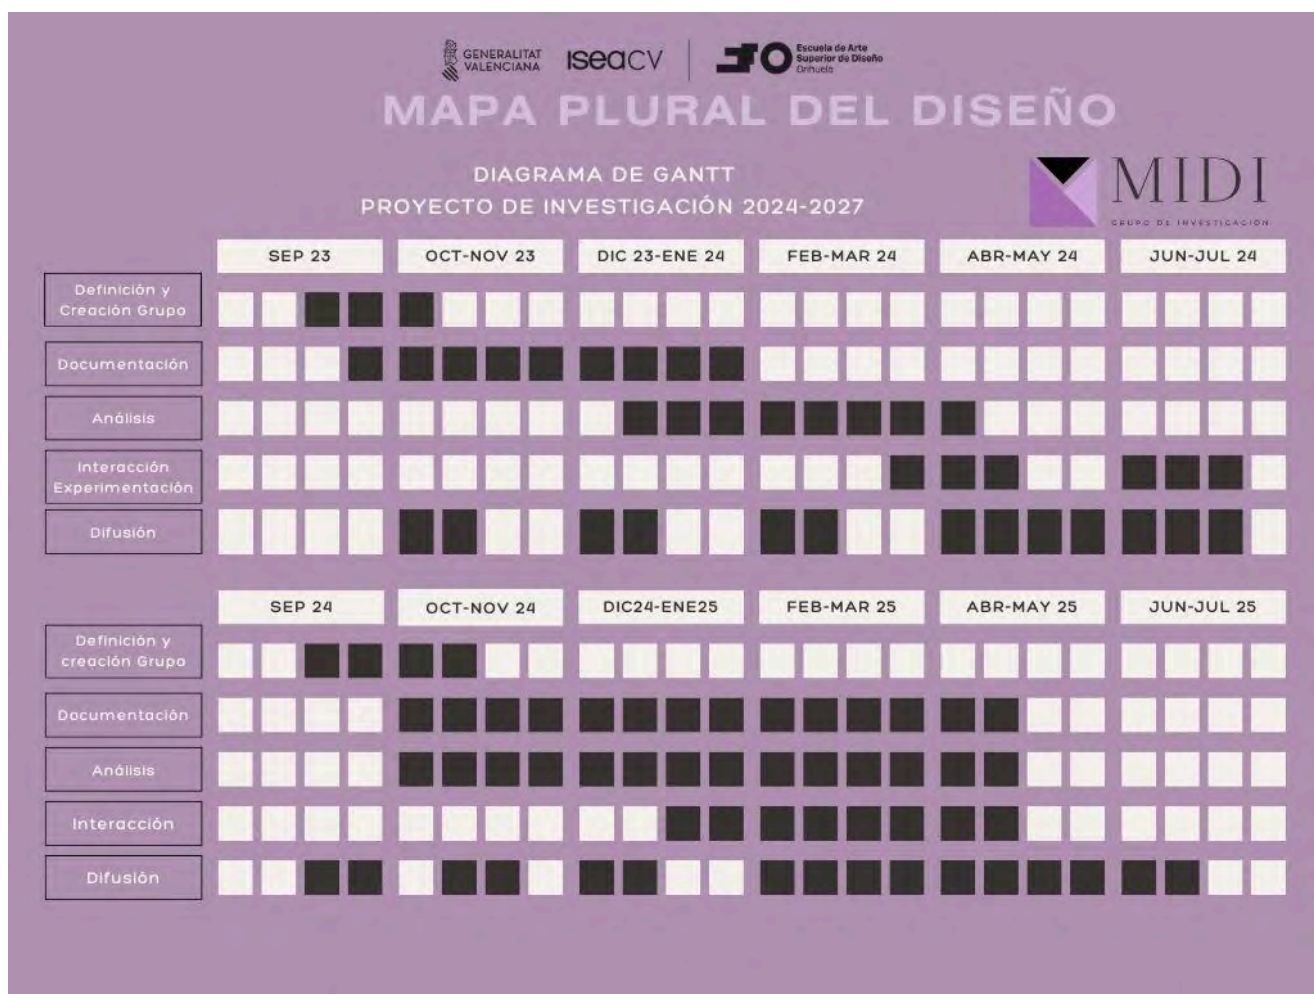 GENERALITAT
VALENCIANA
ISEACV
Escuela de Arte
Superior de Diseño
Orihuela
MAPA PLURAL DEL DISEÑO
DIAGRAMA DE GANTT
PROYECTO DE INVESTIGACIÓN 2024-2027
MIDI
GRUPO DE INVESTIGACIÓN
SEP 23 OCT-NOV 23 DIC 23-ENE 24 FEB-MAR 24 ABR-MAY 24 JUN-JUL 24
Definición y
Creación Grupo
Documentación
Análisis
Interacción
Experimentación
Difusión
SEP 24 OCT-NOV 24 DIC24-ENE25 FEB-MAR 25 ABR-MAY 25 JUN-JUL 25
Definición y
creación Grupo
Documentación
Análisis
Interacción
Difusión